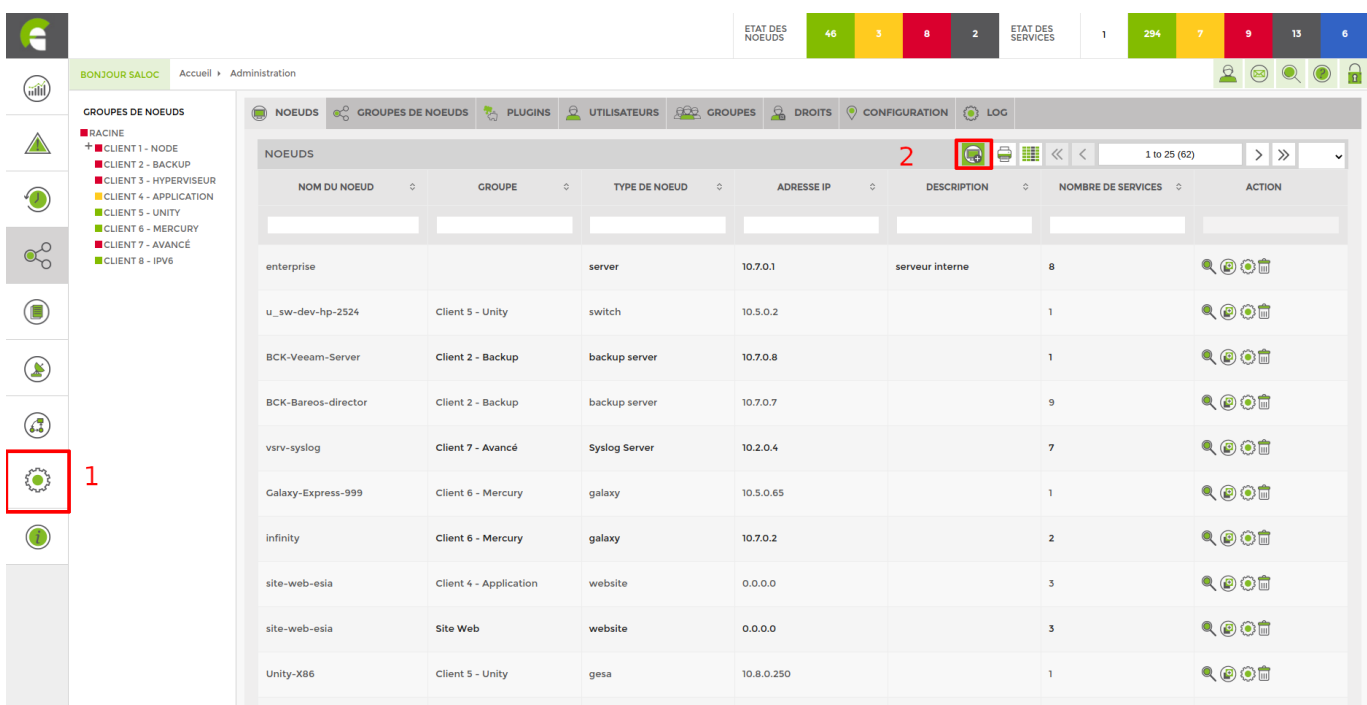 ETAT DES NOEUDS 46 3 8 2 ETAT DES SERVICES 1 294 7 9 13 6
BONJOUR SALOC Accueil Administration
GROUPES DE NOEUDS
RACINE
+ CLIENT 1 - NODE
CLIENT 2 - BACKUP
CLIENT 3 - HYPERVISEUR
CLIENT 4 - APPLICATION
CLIENT 5 - UNITY
CLIENT 6 - MERCURY
CLIENT 7 - AVANCÉ
CLIENT 8 - IPV6
1
NOEUDS GROUPES DE NOEUDS PLUGINS UTILISATEURS GROUPES DROITS CONFIGURATION LOG
NOEUDS 2 1 to 25 (62)
NOM DU NOEUD GROUPE TYPE DE NOEUD ADRESSE IP DESCRIPTION NOMBRE DE SERVICES ACTION
enterprise server 10.7.0.1 serveur interne 8
u_sw-dev-hp-2524 Client 5 - Unity switch 10.5.0.2 1
BCK-Veeam-Server Client 2 - Backup backup server 10.7.0.8 1
BCK-Bareos-director Client 2 - Backup backup server 10.7.0.7 9
vsrv-syslog Client 7 - Avancé Syslog Server 10.2.0.4 7
Galaxy-Express-999 Client 6 - Mercury galaxy 10.5.0.65 1
infinity Client 6 - Mercury galaxy 10.7.0.2 2
site-web-esia Client 4 - Application website 0.0.0.0 3
site-web-esia Site Web website 0.0.0.0 3
Unity-X86 Client 5 - Unity gesa 10.8.0.250 1